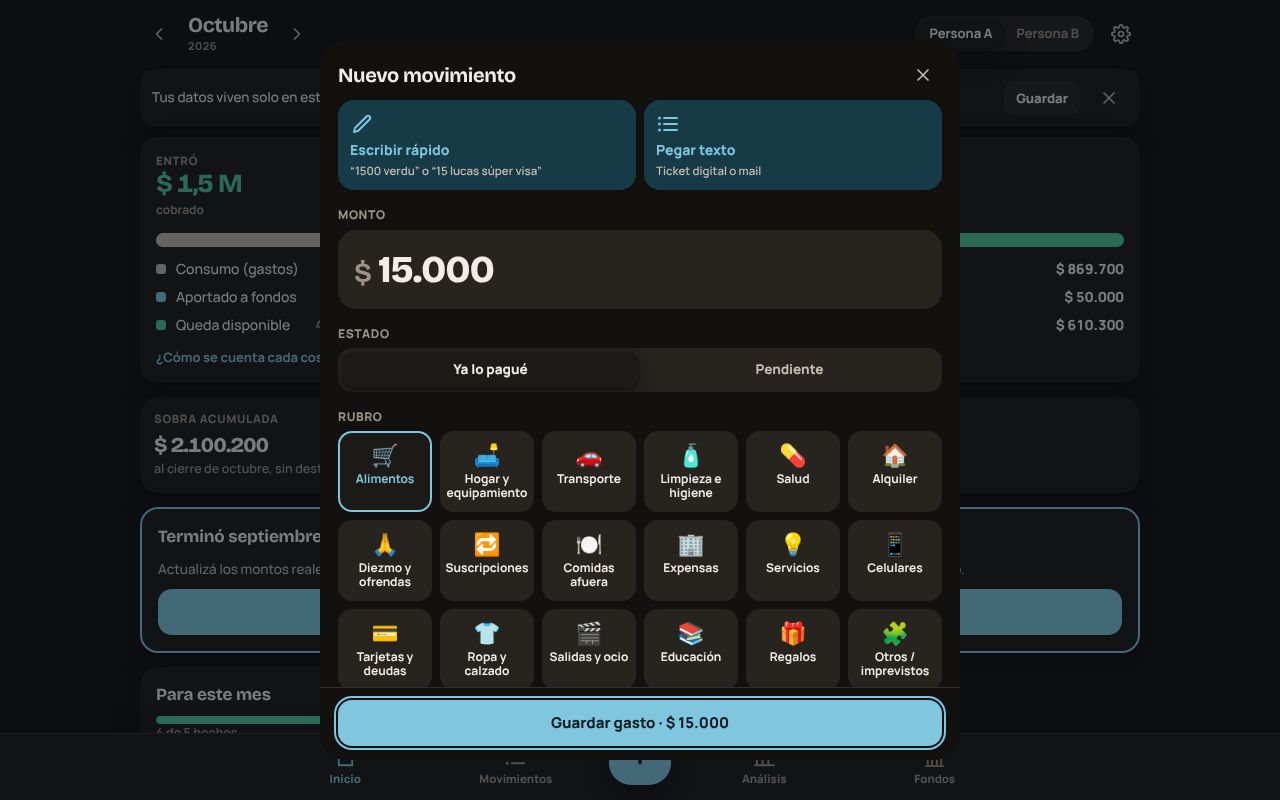 Octubre
2026
Persona A
Persona B
Tus datos viven solo en est
Guardar
ENTRÓ
$ 1,5 M
cobrado
Consumo (gastos)
$ 869.700
Aportado a fondos
$ 50.000
Queda disponible
$ 610.300
¿Cómo se cuenta cada cos
SOBRA ACUMULADA
$ 2.100.200
al cierre de octubre, sin dest
Terminó septiembre
Actualizá los montos reale
Para este mes
4 de 5 hechos
Nuevo movimiento
Escribir rápido
“1500 verdu” o “15 lucas súper visa”
Pegar texto
Ticket digital o mail
MONTO
$ 15.000
ESTADO
Ya lo pagué
Pendiente
RUBRO
Alimentos
Hogar y
equipamiento
Transporte
Limpieza e
higiene
Salud
Alquiler
Diezmo y
ofrendas
Suscripciones
Comidas
afuera
Expensas
Servicios
Celulares
Tarjetas y
deudas
Ropa y
calzado
Salidas y ocio
Educación
Regalos
Otros /
imprevistos
Guardar gasto · $ 15.000
Inicio
Movimientos
Análisis
Fondos